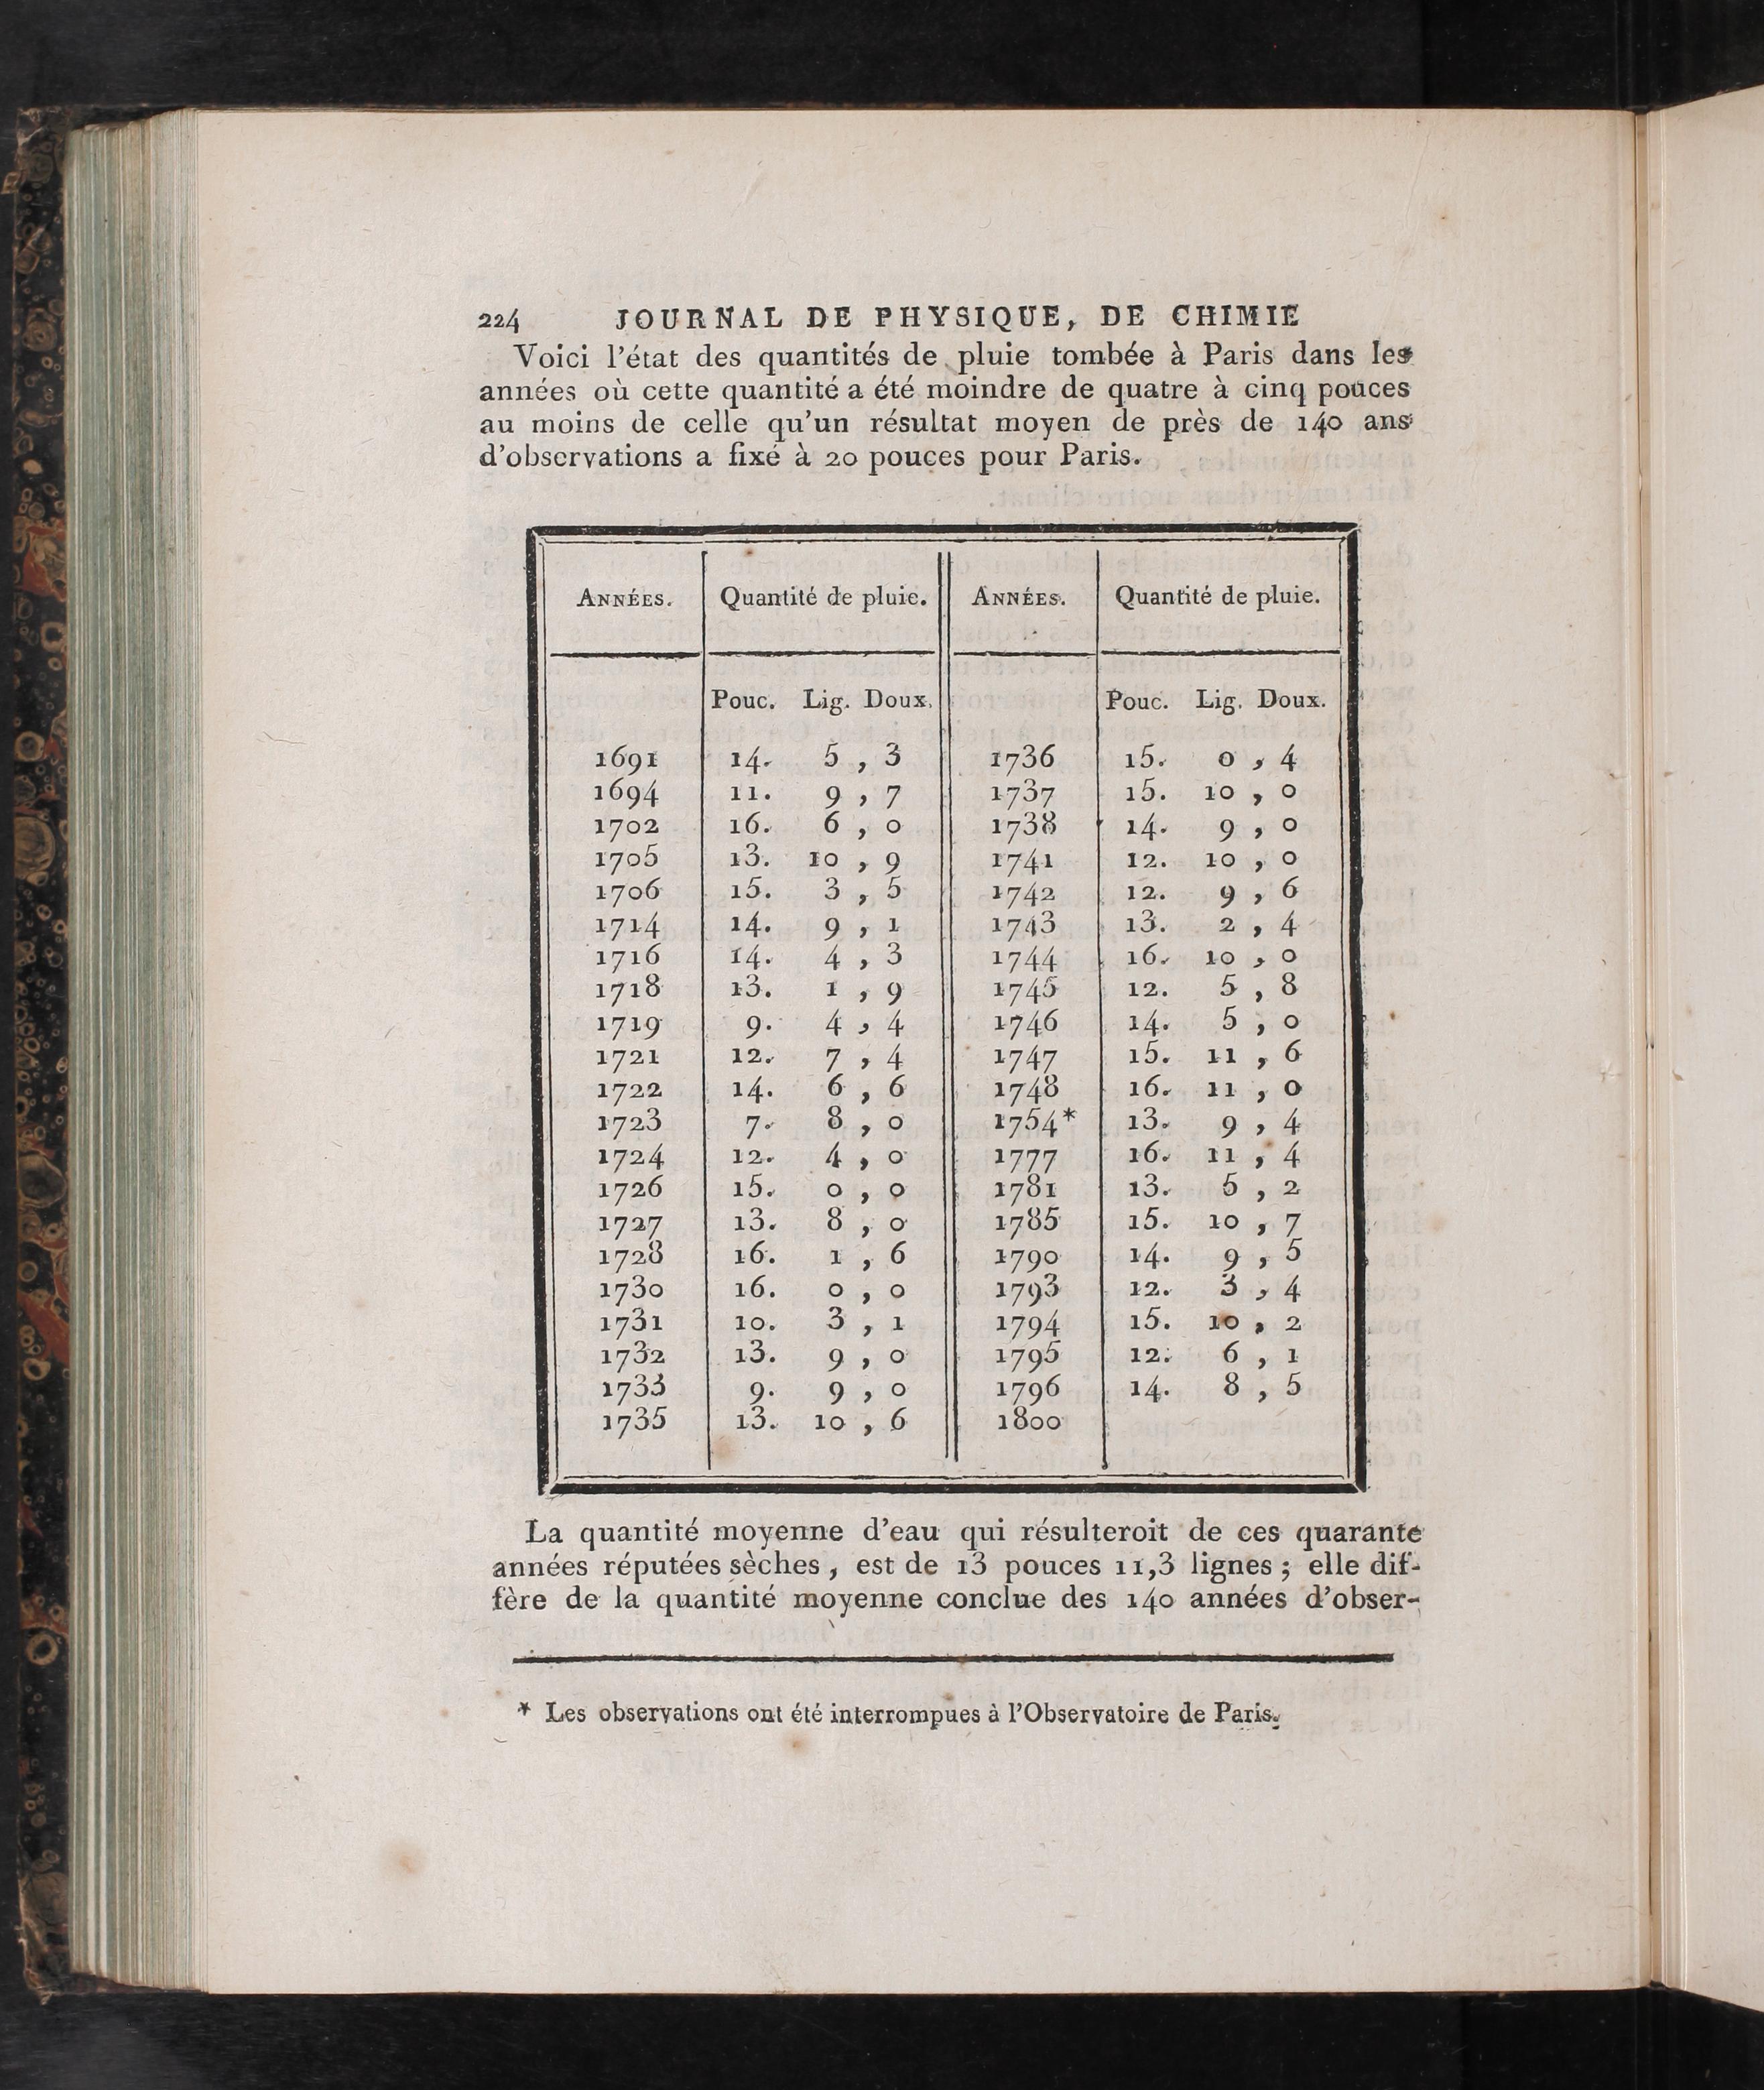 224 JOURNAL DE PHYSIQUE, DE CHIMIE
Voici l'état des quantités de pluie tombée à Paris dans les
années où cette quantité a été moindre de quatre à cinq pouces
au moins de celle qu'un résultat moyen de près de 140 ans
d'observations a fixé à 20 pouces pour Paris.
ANNÉES. Quantité de pluie. ANNÉES. Quantité de pluie.
Pouc. Lig. Doux. Pouc. Lig. Doux.
1691 14. 5 , 3 1736 15. 0 , 4
1694 11. 9 , 7 1737 15. 10 , 0
1702 16. 6 , 0 1738 14. 9 , 0
1705 13. 10 , 9 1741 12. 10 , 0
1706 15. 3 , 5 1742 12. 9 , 6
1714 14. 9 , 1 1743 13. 2 , 4
1716 14. 4 , 3 1744 16. 10 , 0
1718 13. 1 , 9 1745 12. 5 , 8
1719 9. 4 , 4 1746 14. 5 , 0
1721 12. 7 , 4 1747 15. 11 , 6
1722 14. 6 , 6 1748 16. 11 , 0
1723 7. 8 , 0 1754* 13. 9 , 4
1724 12. 4 , 0 1777 16. 11 , 4
1726 15. 0 , 0 1781 13. 5 , 2
1727 13. 8 , 0 1785 15. 10 , 7
1728 16. 1 , 6 1790 14. 9 , 5
1730 16. 0 , 0 1793 12. 3 , 4
1731 10. 3 , 1 1794 15. 10 , 2
1732 13. 9 , 0 1795 12. 6 , 1
1733 9. 9 , 0 1796 14. 8 , 5
1735 13. 10 , 6 1800
La quantité moyenne d'eau qui résulteroit de ces quarante
années réputées sèches, est de 13 pouces 11,3 lignes ; elle dif-
fère de la quantité moyenne conclue des 140 années d'obser-
* Les observations ont été interrompues à l'Observatoire de Paris.